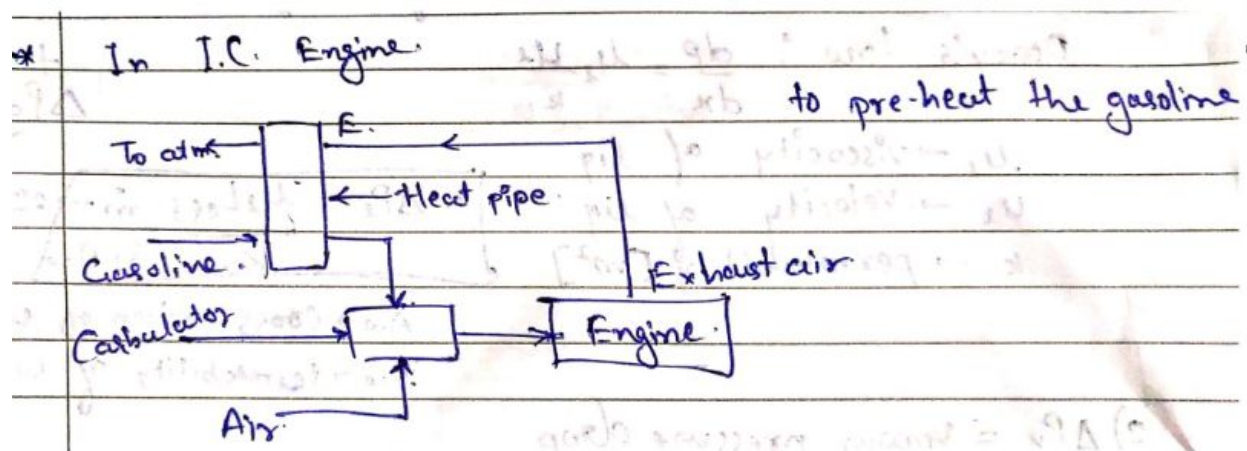 * In I.C. Engine.
to pre-heat the gasoline
E.
To atm
Heat pipe
Gasoline.
Exhaust air
Carbulator
Engine.
Air.